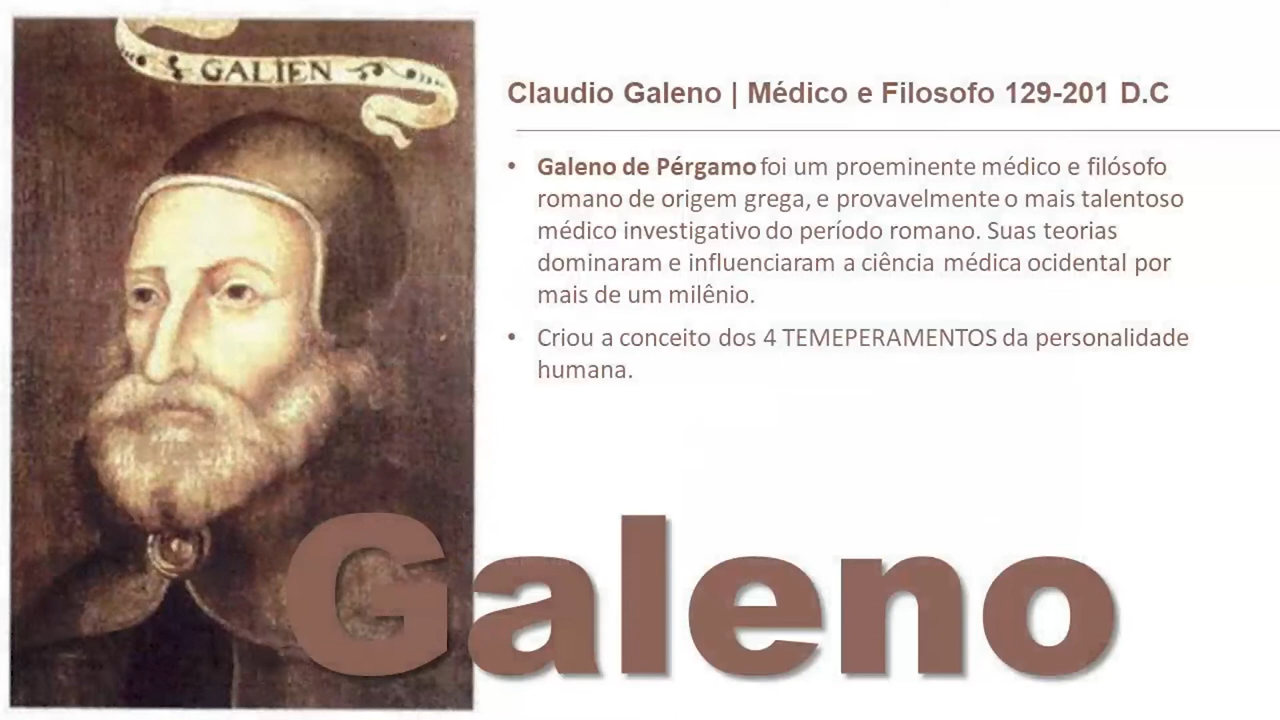 GALIEN
Claudio Galeno | Médico e Filosofo 129-201 D.C
• Galeno de Pérgamo foi um proeminente médico e filósofo
romano de origem grega, e provavelmente o mais talentoso
médico investigativo do período romano. Suas teorias
dominaram e influenciaram a ciência médica ocidental por
mais de um milênio.
• Criou a conceito dos 4 TEMEPERAMENTOS da personalidade
humana.
Galeno